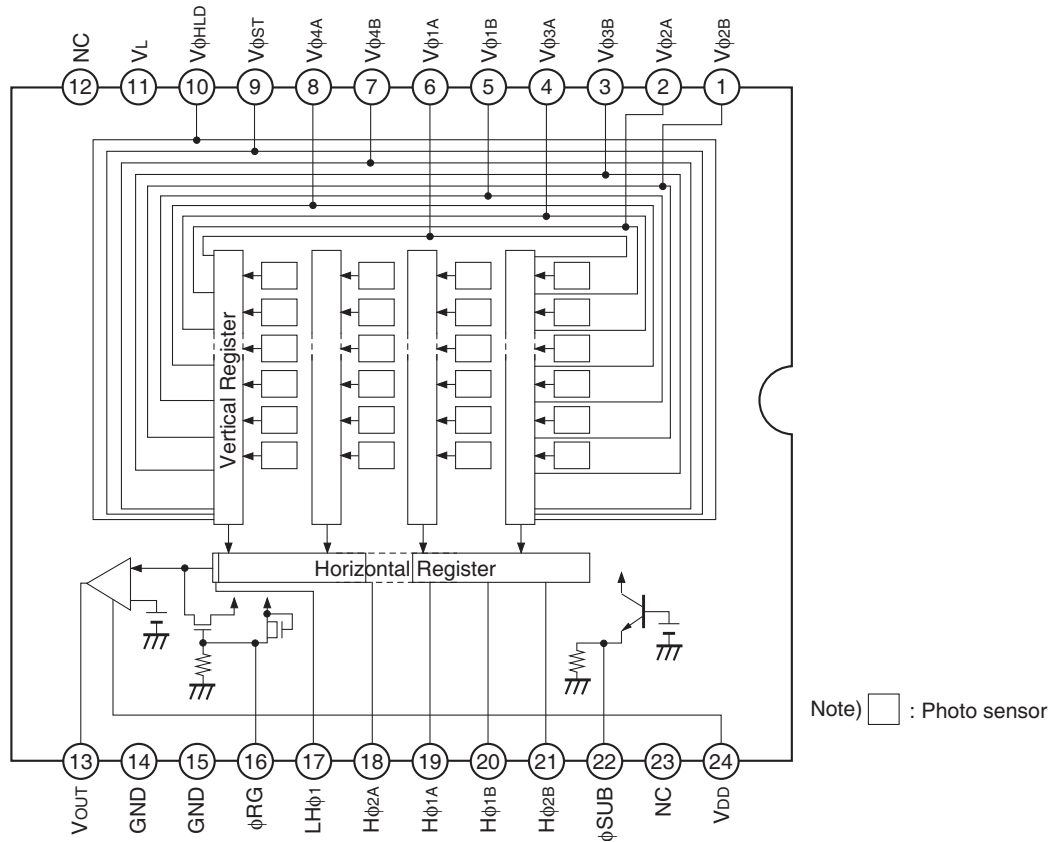 NC VL VϕHLD VϕST Vϕ4A Vϕ4B Vϕ1A Vϕ1B Vϕ3A Vϕ3B Vϕ2A Vϕ2B
12 11 10 9 8 7 6 5 4 3 2 1
Vertical Register
Horizontal Register
Note) : Photo sensor
13 14 15 16 17 18 19 20 21 22 23 24
VOUT GND GND ϕRG LHϕ1 Hϕ2A Hϕ1A Hϕ1B Hϕ2B ϕSUB NC VDD